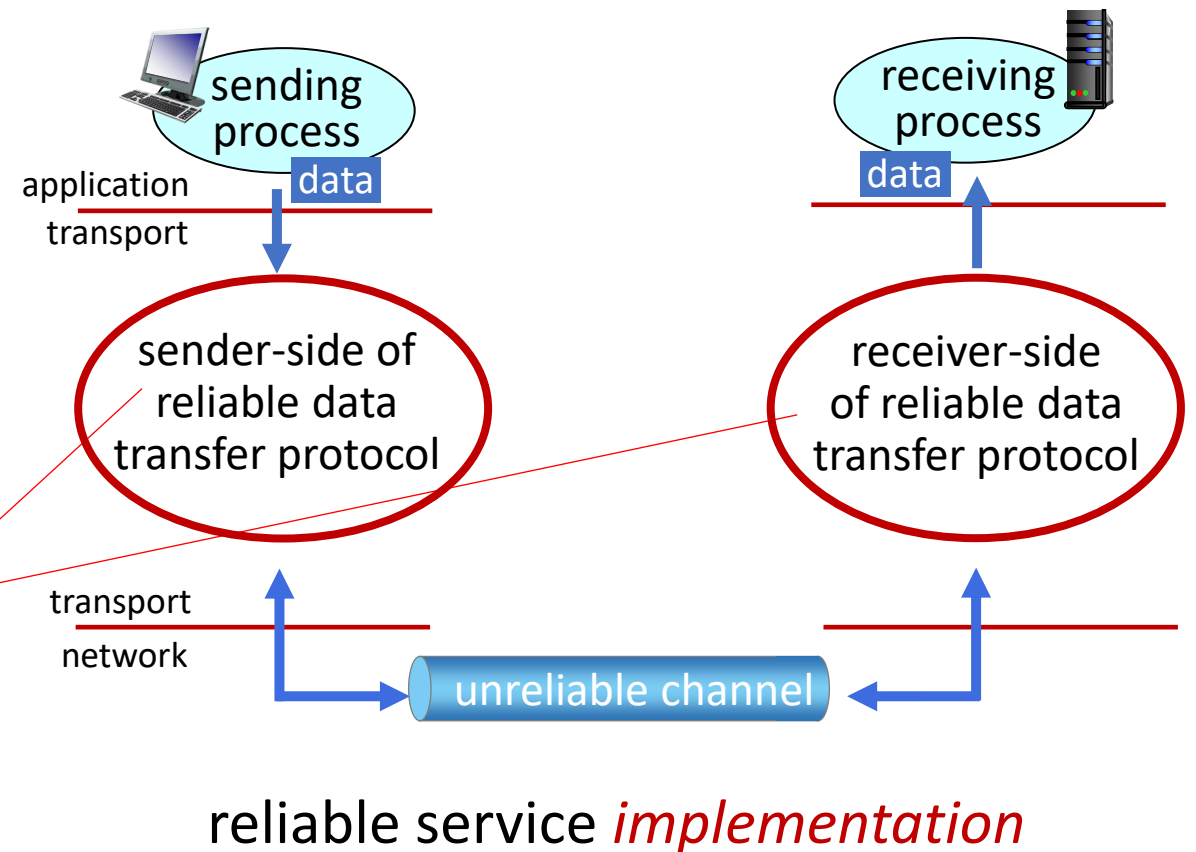 sending
process
data
application
transport
receiving
process
data
sender-side of
reliable data
transfer protocol
receiver-side
of reliable data
transfer protocol
transport
network
unreliable channel
reliable service implementation